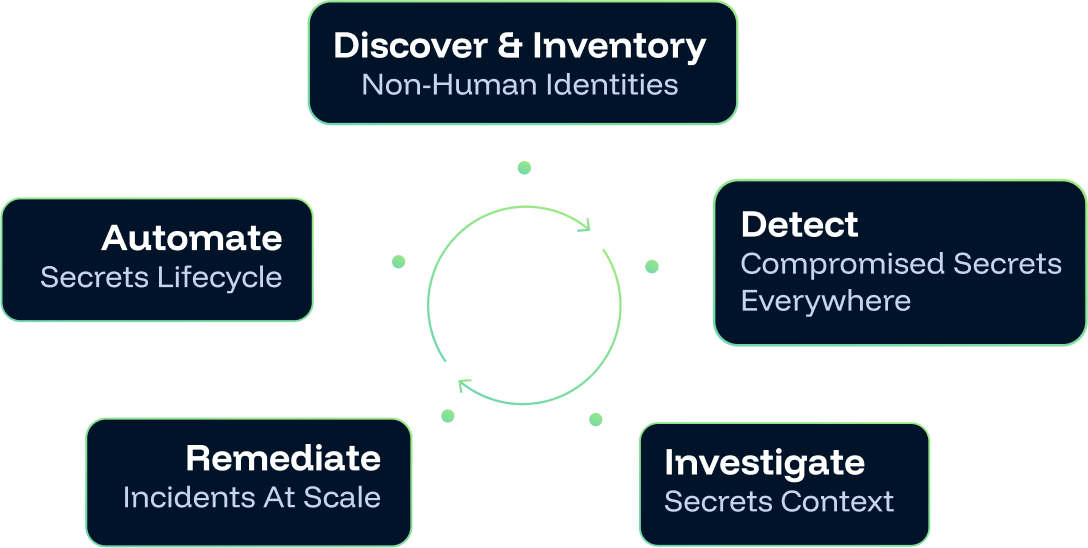 Discover & Inventory
Non-Human Identities
Detect
Compromised Secrets
Everywhere
Investigate
Secrets Context
Remediate
Incidents At Scale
Automate
Secrets Lifecycle